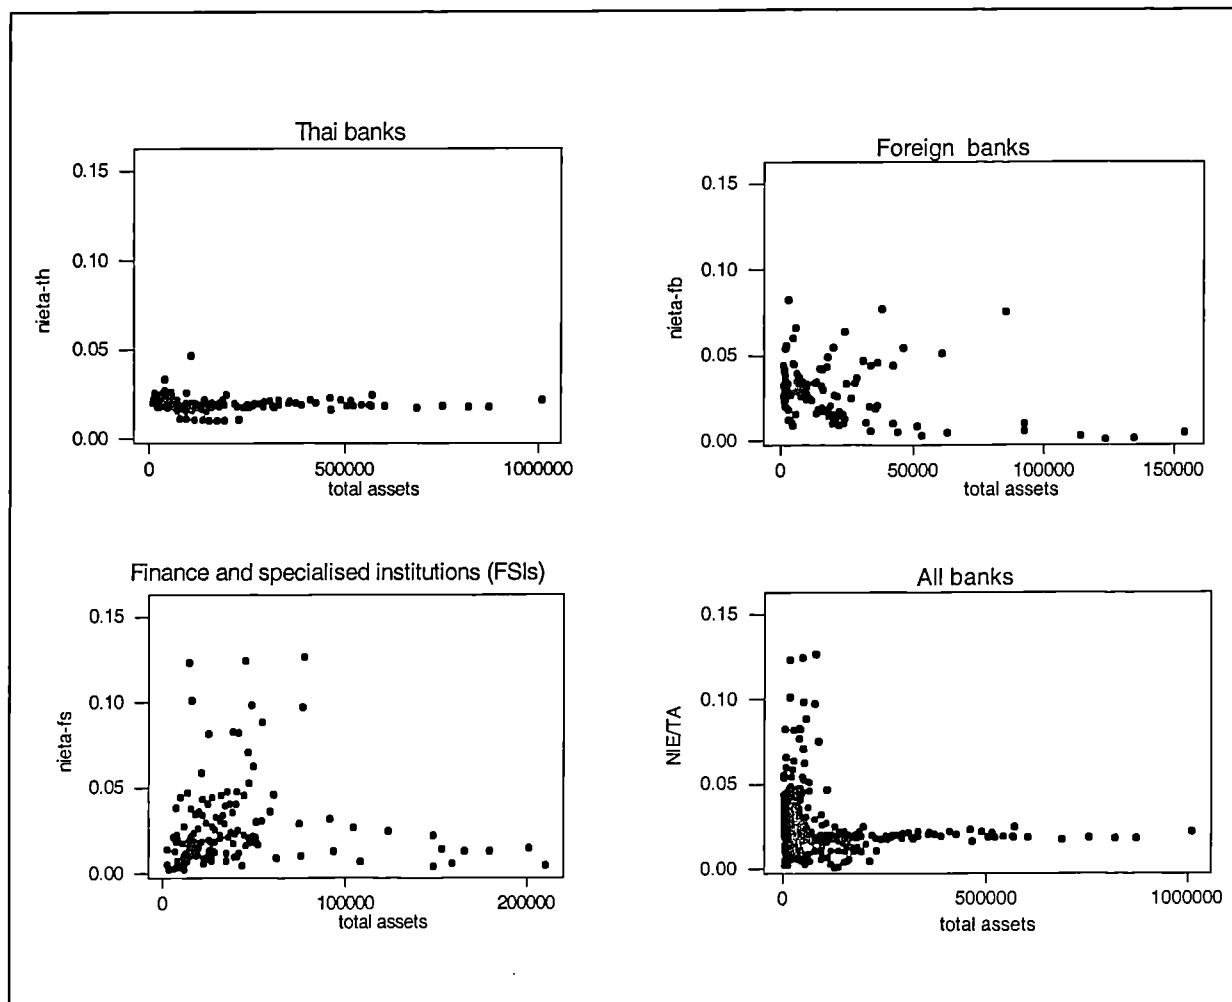 Thai banks
0.15
0.10
0.05
0.00
nieta-th
0
500000
1000000
total assets
Foreign banks
0.15
0.10
0.05
0.00
nieta-fb
0
50000
100000
150000
total assets
Finance and specialised institutions (FSIs)
0.15
0.10
0.05
0.00
nieta-fs
0
100000
200000
total assets
All banks
0.15
0.10
0.05
0.00
NIE/TA
0
500000
1000000
total assets